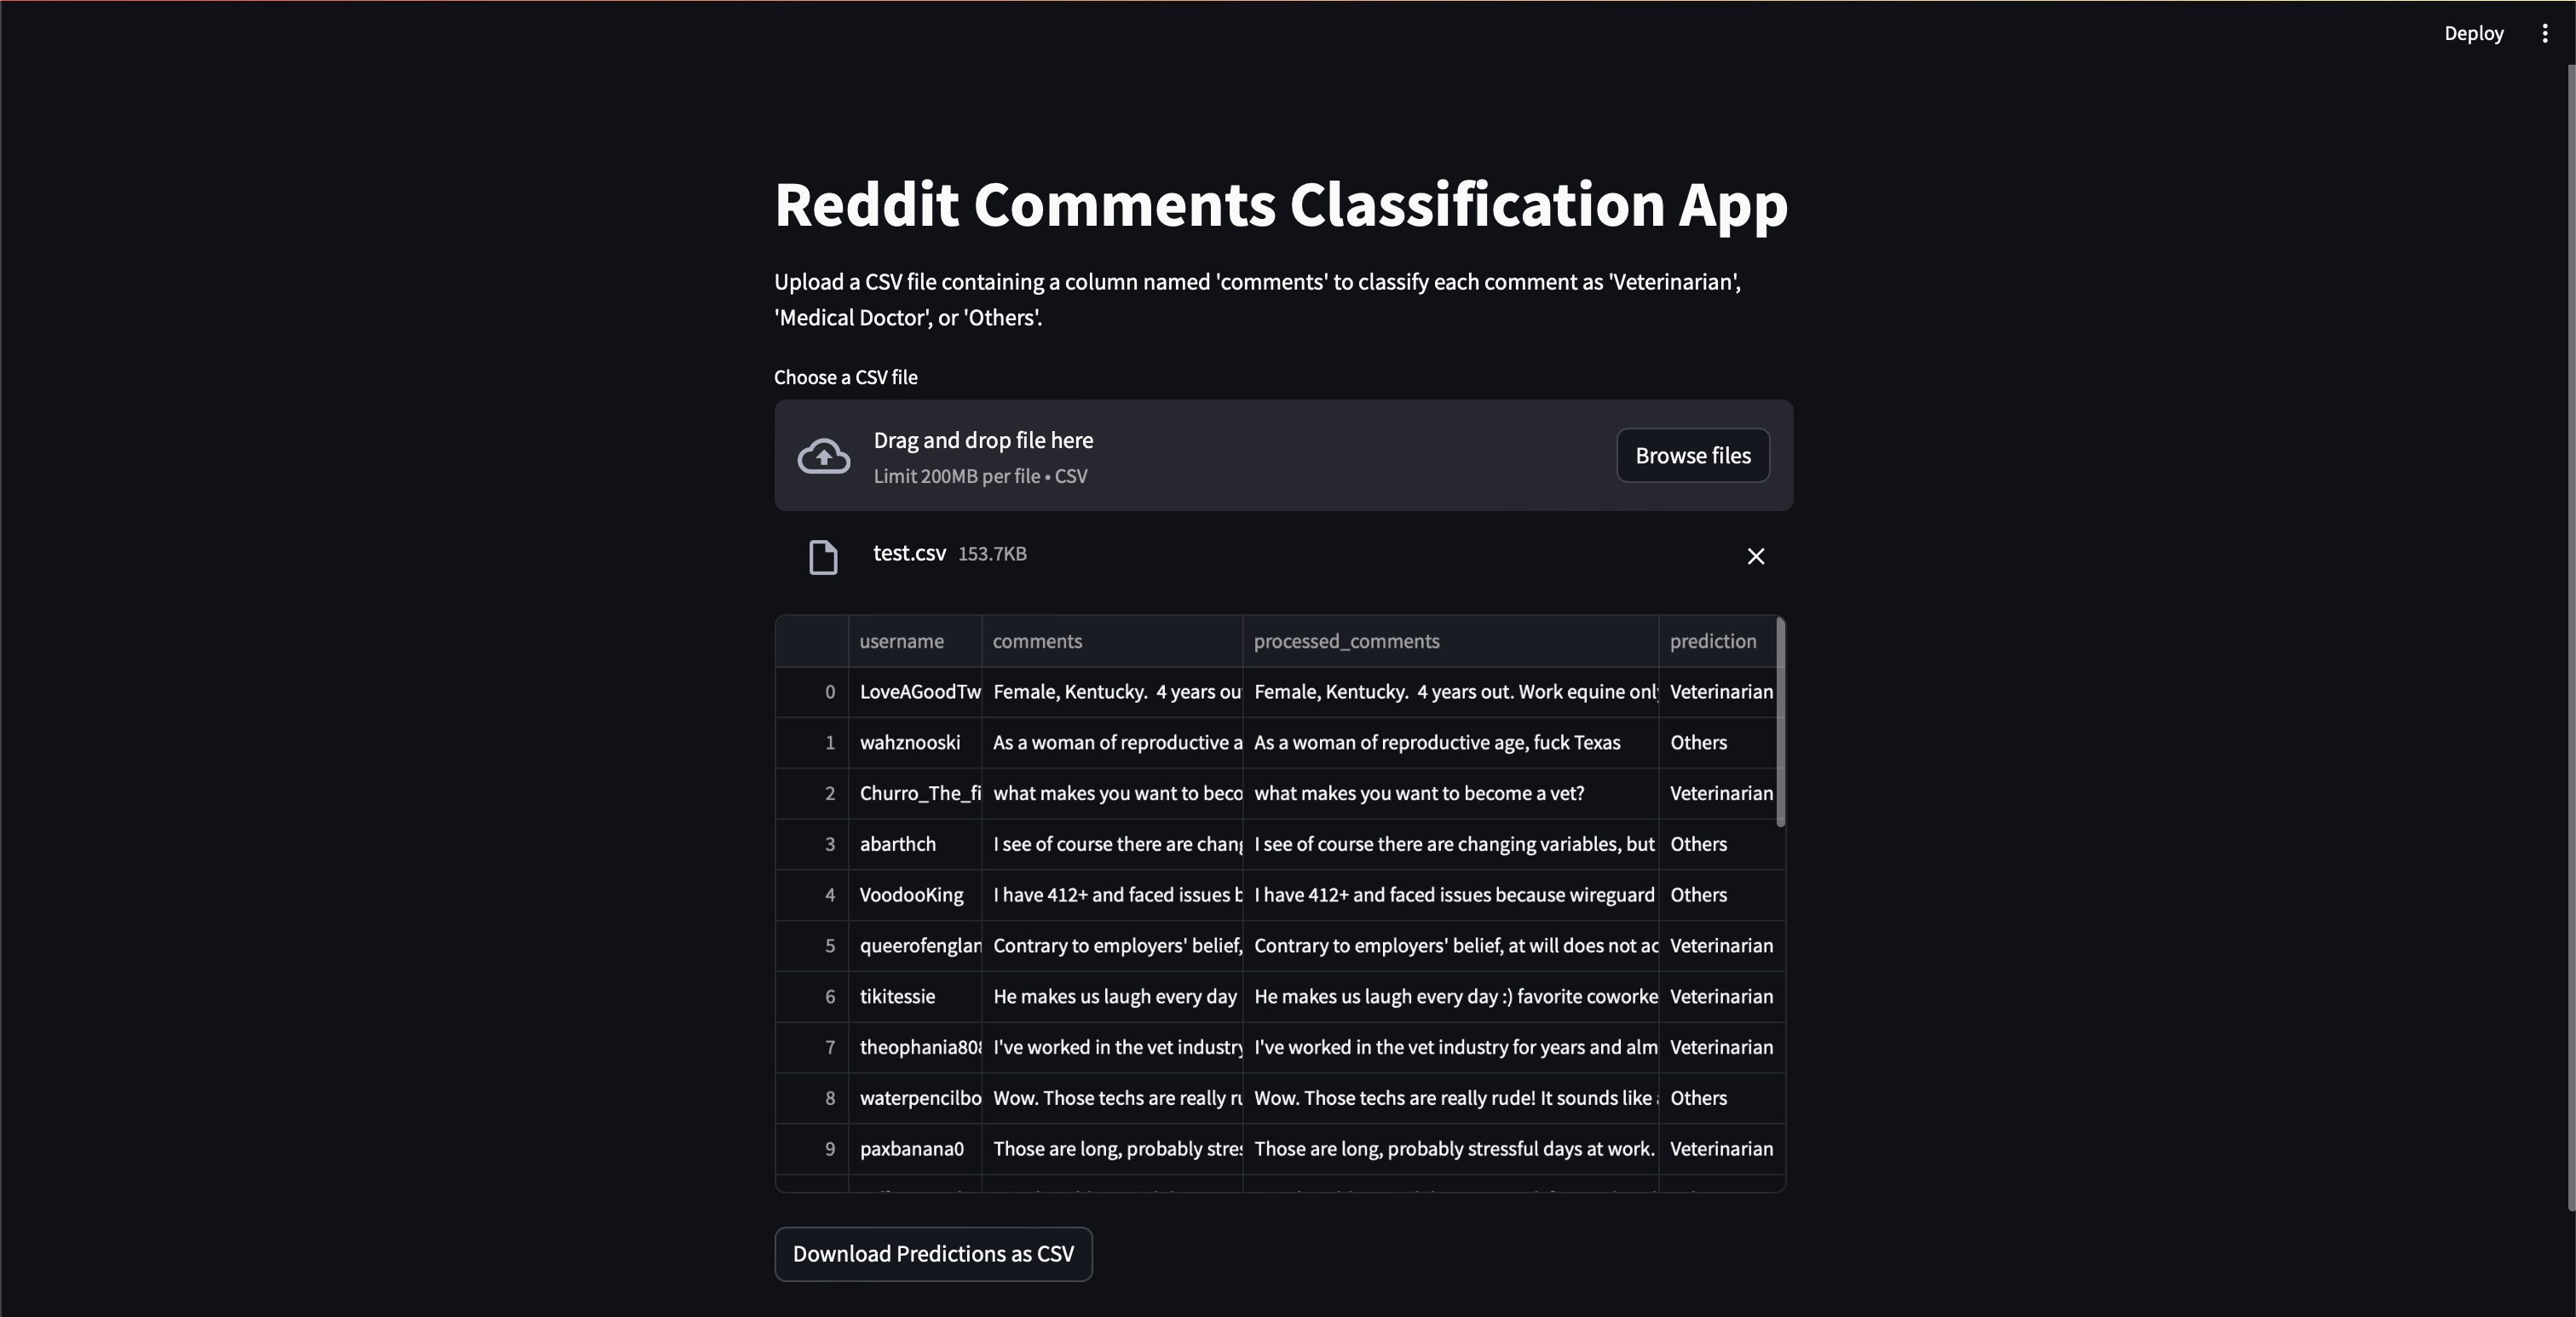 Deploy
Reddit Comments Classification App
Upload a CSV file containing a column named 'comments' to classify each comment as 'Veterinarian',
'Medical Doctor', or 'Others'.
Choose a CSV file
Drag and drop file here
Limit 200MB per file • CSV
Browse files
test.csv 153.7KB
username comments processed_comments prediction
0 LoveAGoodTw Female, Kentucky.  4 years ou Female, Kentucky.  4 years out. Work equine only Veterinarian
1 wahznooski As a woman of reproductive a As a woman of reproductive age, fuck Texas Others
2 Churro_The_fi what makes you want to beco what makes you want to become a vet? Veterinarian
3 abarthch I see of course there are chang I see of course there are changing variables, but Others
4 VoodooKing I have 412+ and faced issues b I have 412+ and faced issues because wireguard Others
5 queerofenglan Contrary to employers' belief, Contrary to employers' belief, at will does not ac Veterinarian
6 tikitessie He makes us laugh every day He makes us laugh every day :) favorite coworke Veterinarian
7 theophania808 I've worked in the vet industry I've worked in the vet industry for years and alm Veterinarian
8 waterpencilbo Wow. Those techs are really ru Wow. Those techs are really rude! It sounds like Others
9 paxbanana0 Those are long, probably stres Those are long, probably stressful days at work. Veterinarian
Download Predictions as CSV